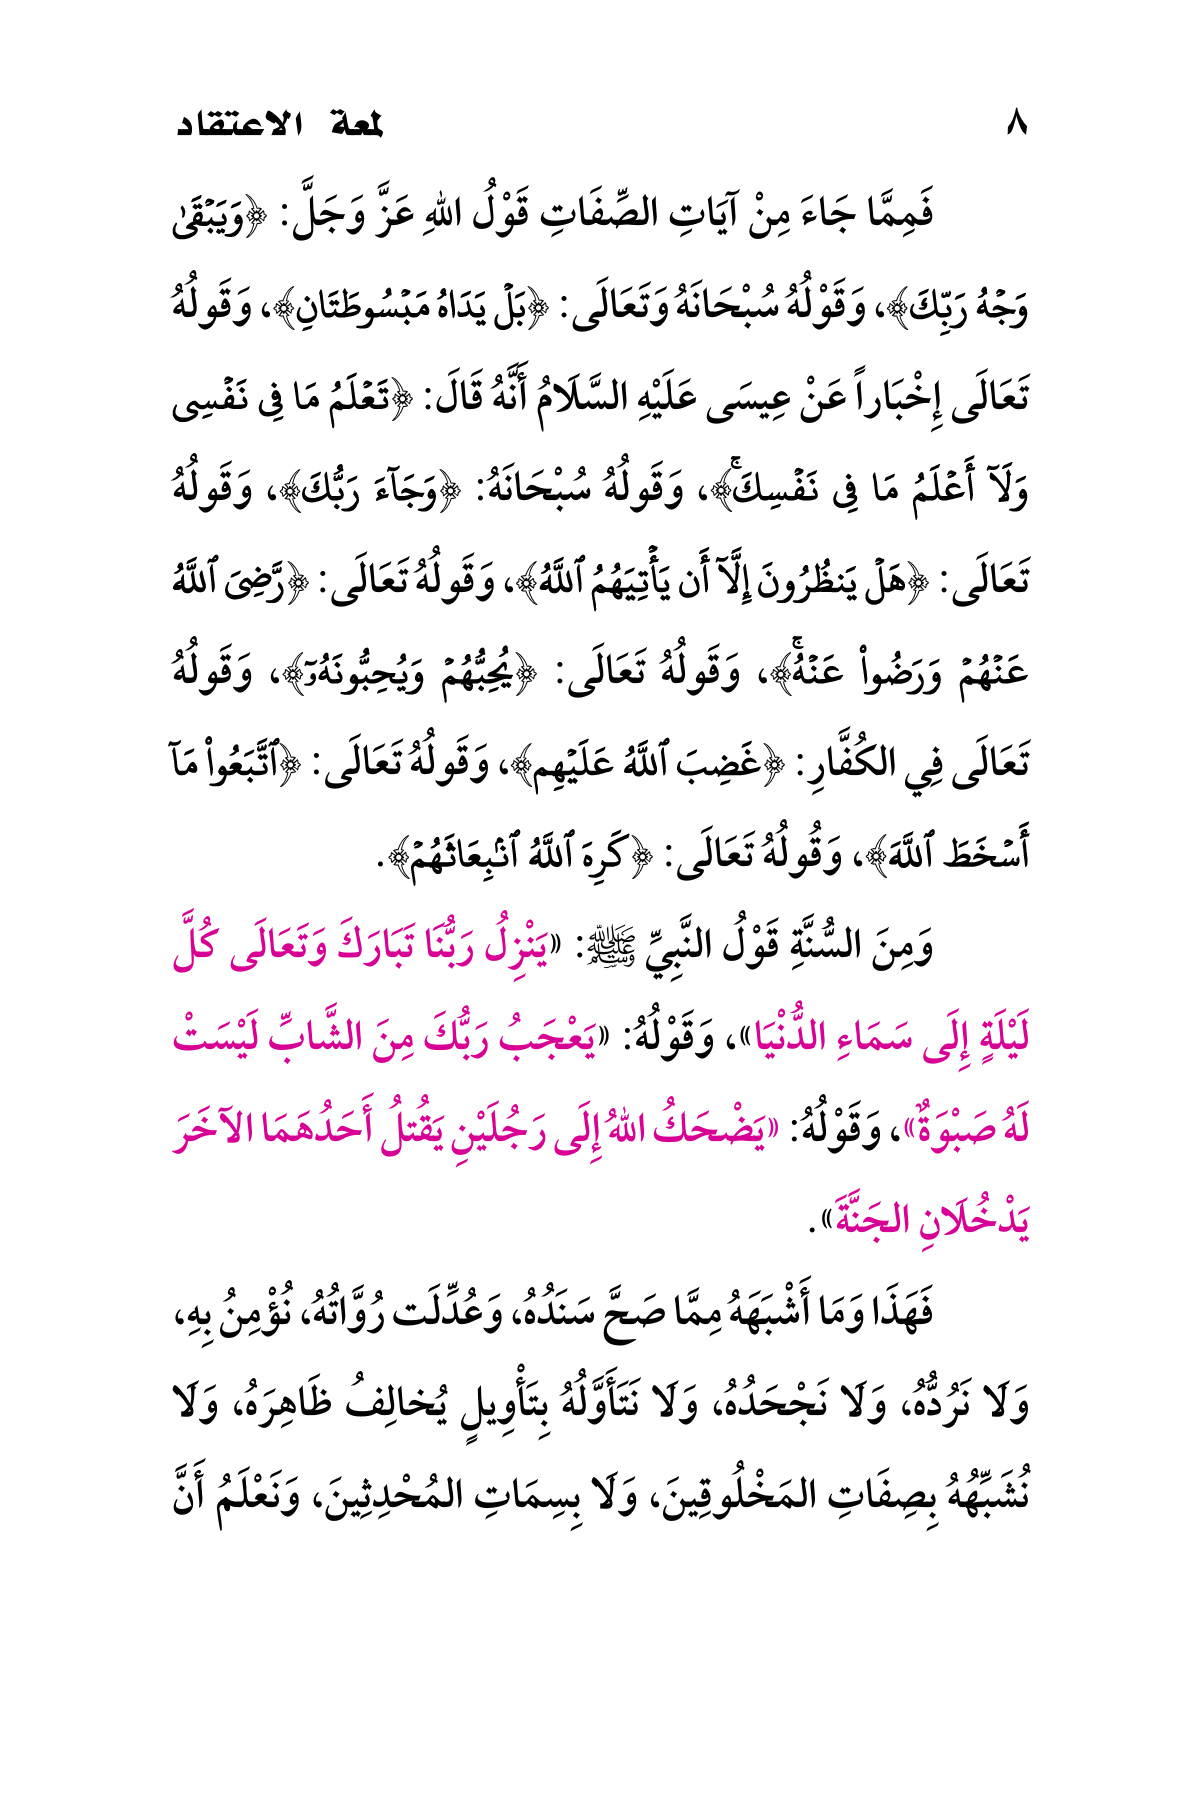 ٨ لمعة الاعتقاد
فَمِمَّا جَاءَ مِنْ آيَاتِ الصِّفَاتِ قَوْلُ اللهِ عَزَّ وَجَلَّ: ﴿وَيَبۡقَىٰ
وَجۡهُ رَبِّكَ﴾، وَقَوْلُهُ سُبْحَانَهُ وَتَعَالَى: ﴿بَلۡ يَدَاهُ مَبۡسُوطَتَانِ﴾، وَقَولُهُ
تَعَالَى إِخْبَاراً عَنْ عِيسَى عَلَيْهِ السَّلَامُ أَنَّهُ قَالَ: ﴿تَعۡلَمُ مَا فِى نَفۡسِى
وَلَآ أَعۡلَمُ مَا فِى نَفۡسِكَۚ﴾، وَقَولُهُ سُبْحَانَهُ: ﴿وَجَآءَ رَبُّكَ﴾، وَقَولُهُ
تَعَالَى: ﴿هَلۡ يَنظُرُونَ إِلَّآ أَن يَأۡتِيَهُمُ ٱللَّهُ﴾، وَقَولُهُ تَعَالَى: ﴿رَّضِىَ ٱللَّهُ
عَنۡهُمۡ وَرَضُواْ عَنۡهُۚ﴾، وَقَولُهُ تَعَالَى: ﴿يُحِبُّهُمۡ وَيُحِبُّونَهُۥٓ﴾، وَقَولُهُ
تَعَالَى فِي الكُفَّارِ: ﴿غَضِبَ ٱللَّهُ عَلَيۡهِم﴾، وَقَولُهُ تَعَالَى: ﴿ٱتَّبَعُواْ مَآ
أَسۡخَطَ ٱللَّهَ﴾، وَقُولُهُ تَعَالَى: ﴿كَرِهَ ٱللَّهُ ٱنۢبِعَاثَهُمۡ﴾.
وَمِنَ السُّنَّةِ قَوْلُ النَّبِيِّ ﷺ: «يَنْزِلُ رَبُّنَا تَبَارَكَ وَتَعَالَى كُلَّ
لَيْلَةٍ إِلَى سَمَاءِ الدُّنْيَا»، وَقَوْلُهُ: «يَعْجَبُ رَبُّكَ مِنَ الشَّابِّ لَيْسَتْ
لَهُ صَبْوَةٌ»، وَقَوْلُهُ: «يَضْحَكُ اللهُ إِلَى رَجُلَيْنِ يَقُتلُ أَحَدُهَمَا الآخَرَ
يَدْخُلَانِ الجَنَّةَ».
فَهَذَا وَمَا أَشْبَهَهُ مِمَّا صَحَّ سَنَدُهُ، وَعُدِّلَت رُوَّاتُهُ، نُؤْمِنُ بِهِ،
وَلَا نَرُدُّهُ، وَلَا نَجْحَدُهُ، وَلَا نَتَأَوَّلُهُ بِتَأْوِيلٍ يُخالِفُ ظَاهِرَهُ، وَلَا
نُشَبِّهُهُ بِصِفَاتِ المَخْلُوقِينَ، وَلَا بِسِمَاتِ المُحْدِثِينَ، وَنَعْلَمُ أَنَّ